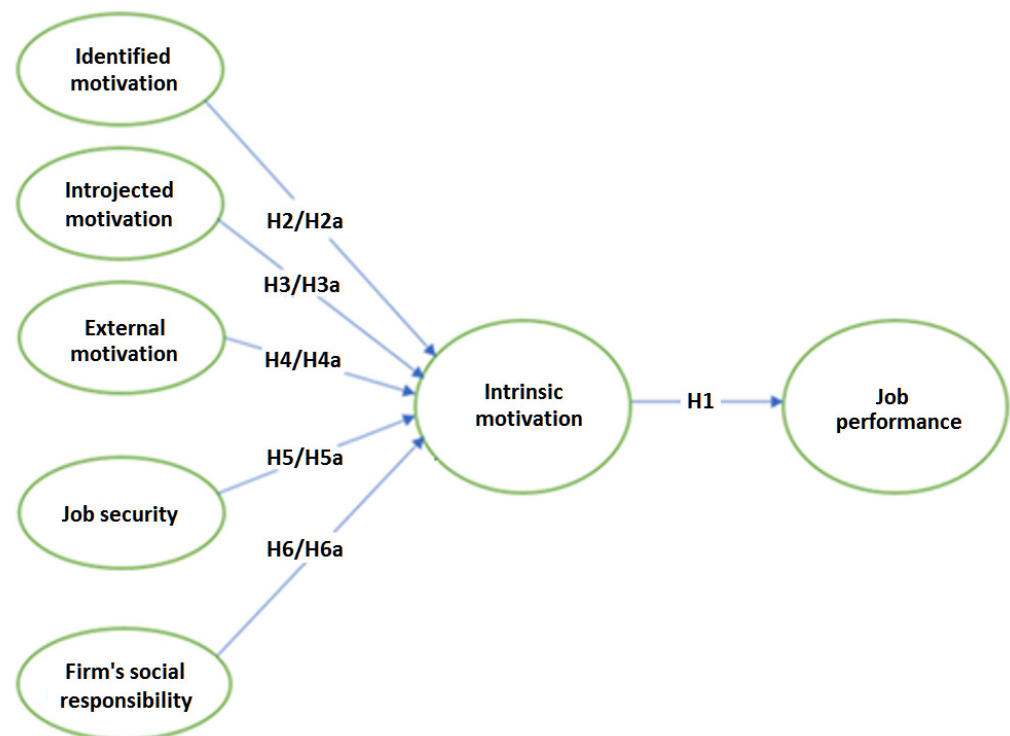 Identified
motivation
Introjected
motivation
External
motivation
Job security
Firm's social
responsibility
H2/H2a
H3/H3a
H4/H4a
H5/H5a
H6/H6a
Intrinsic
motivation
H1
Job
performance